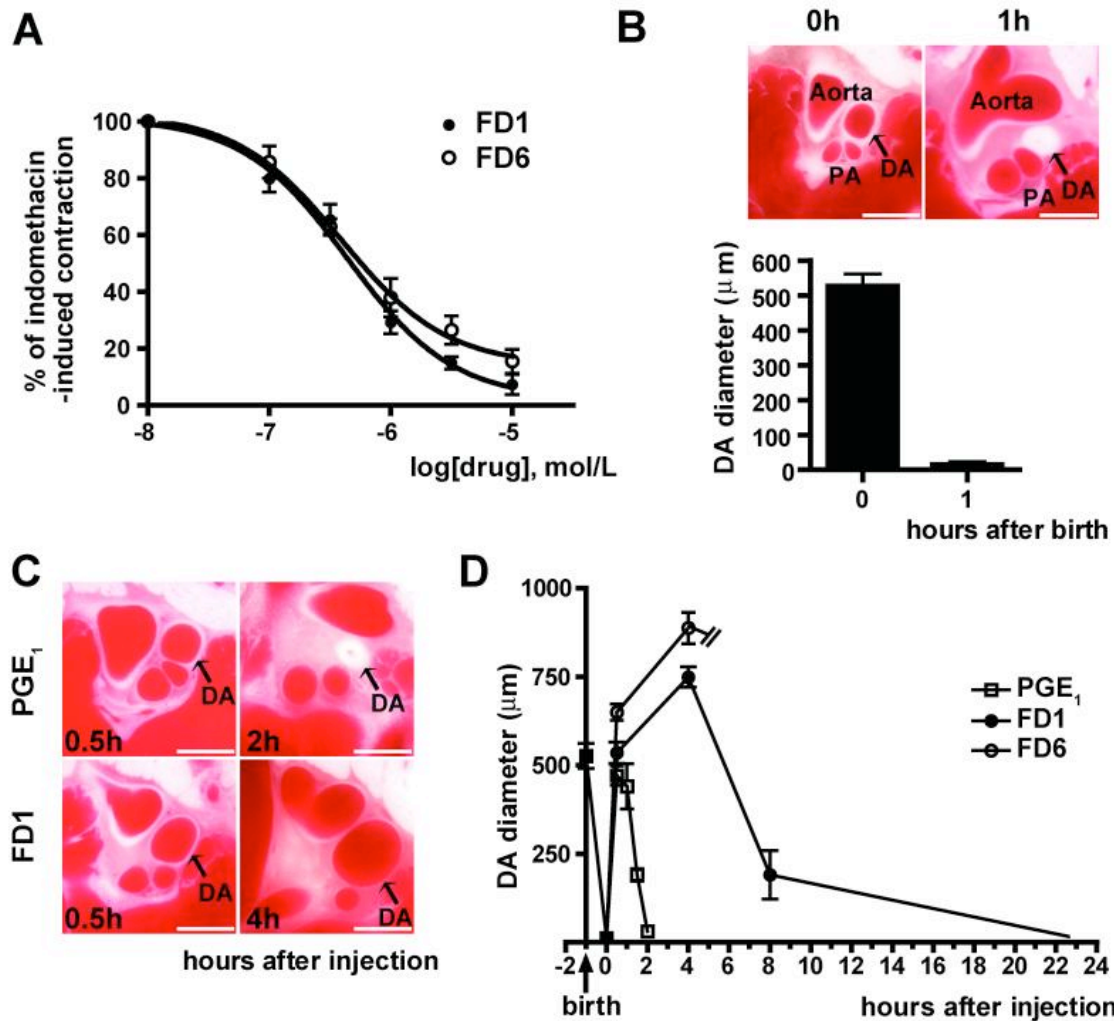 A
% of indomethacin
-induced contraction
100
80
60
40
20
0
-8
-7
-6
-5
log[drug], mol/L
FD1
FD6
B
0h
1h
Aorta
PA
DA
Aorta
PA
DA
DA diameter (μm)
600
500
400
300
200
100
0
0
1
hours after birth
C
PGE₁
DA
0.5h
DA
2h
FD1
DA
0.5h
DA
4h
hours after injection
D
DA diameter (μm)
1000
750
500
250
-2
0
2
4
6
8
10
12
14
16
18
20
22
24
birth
hours after injection
PGE₁
FD1
FD6